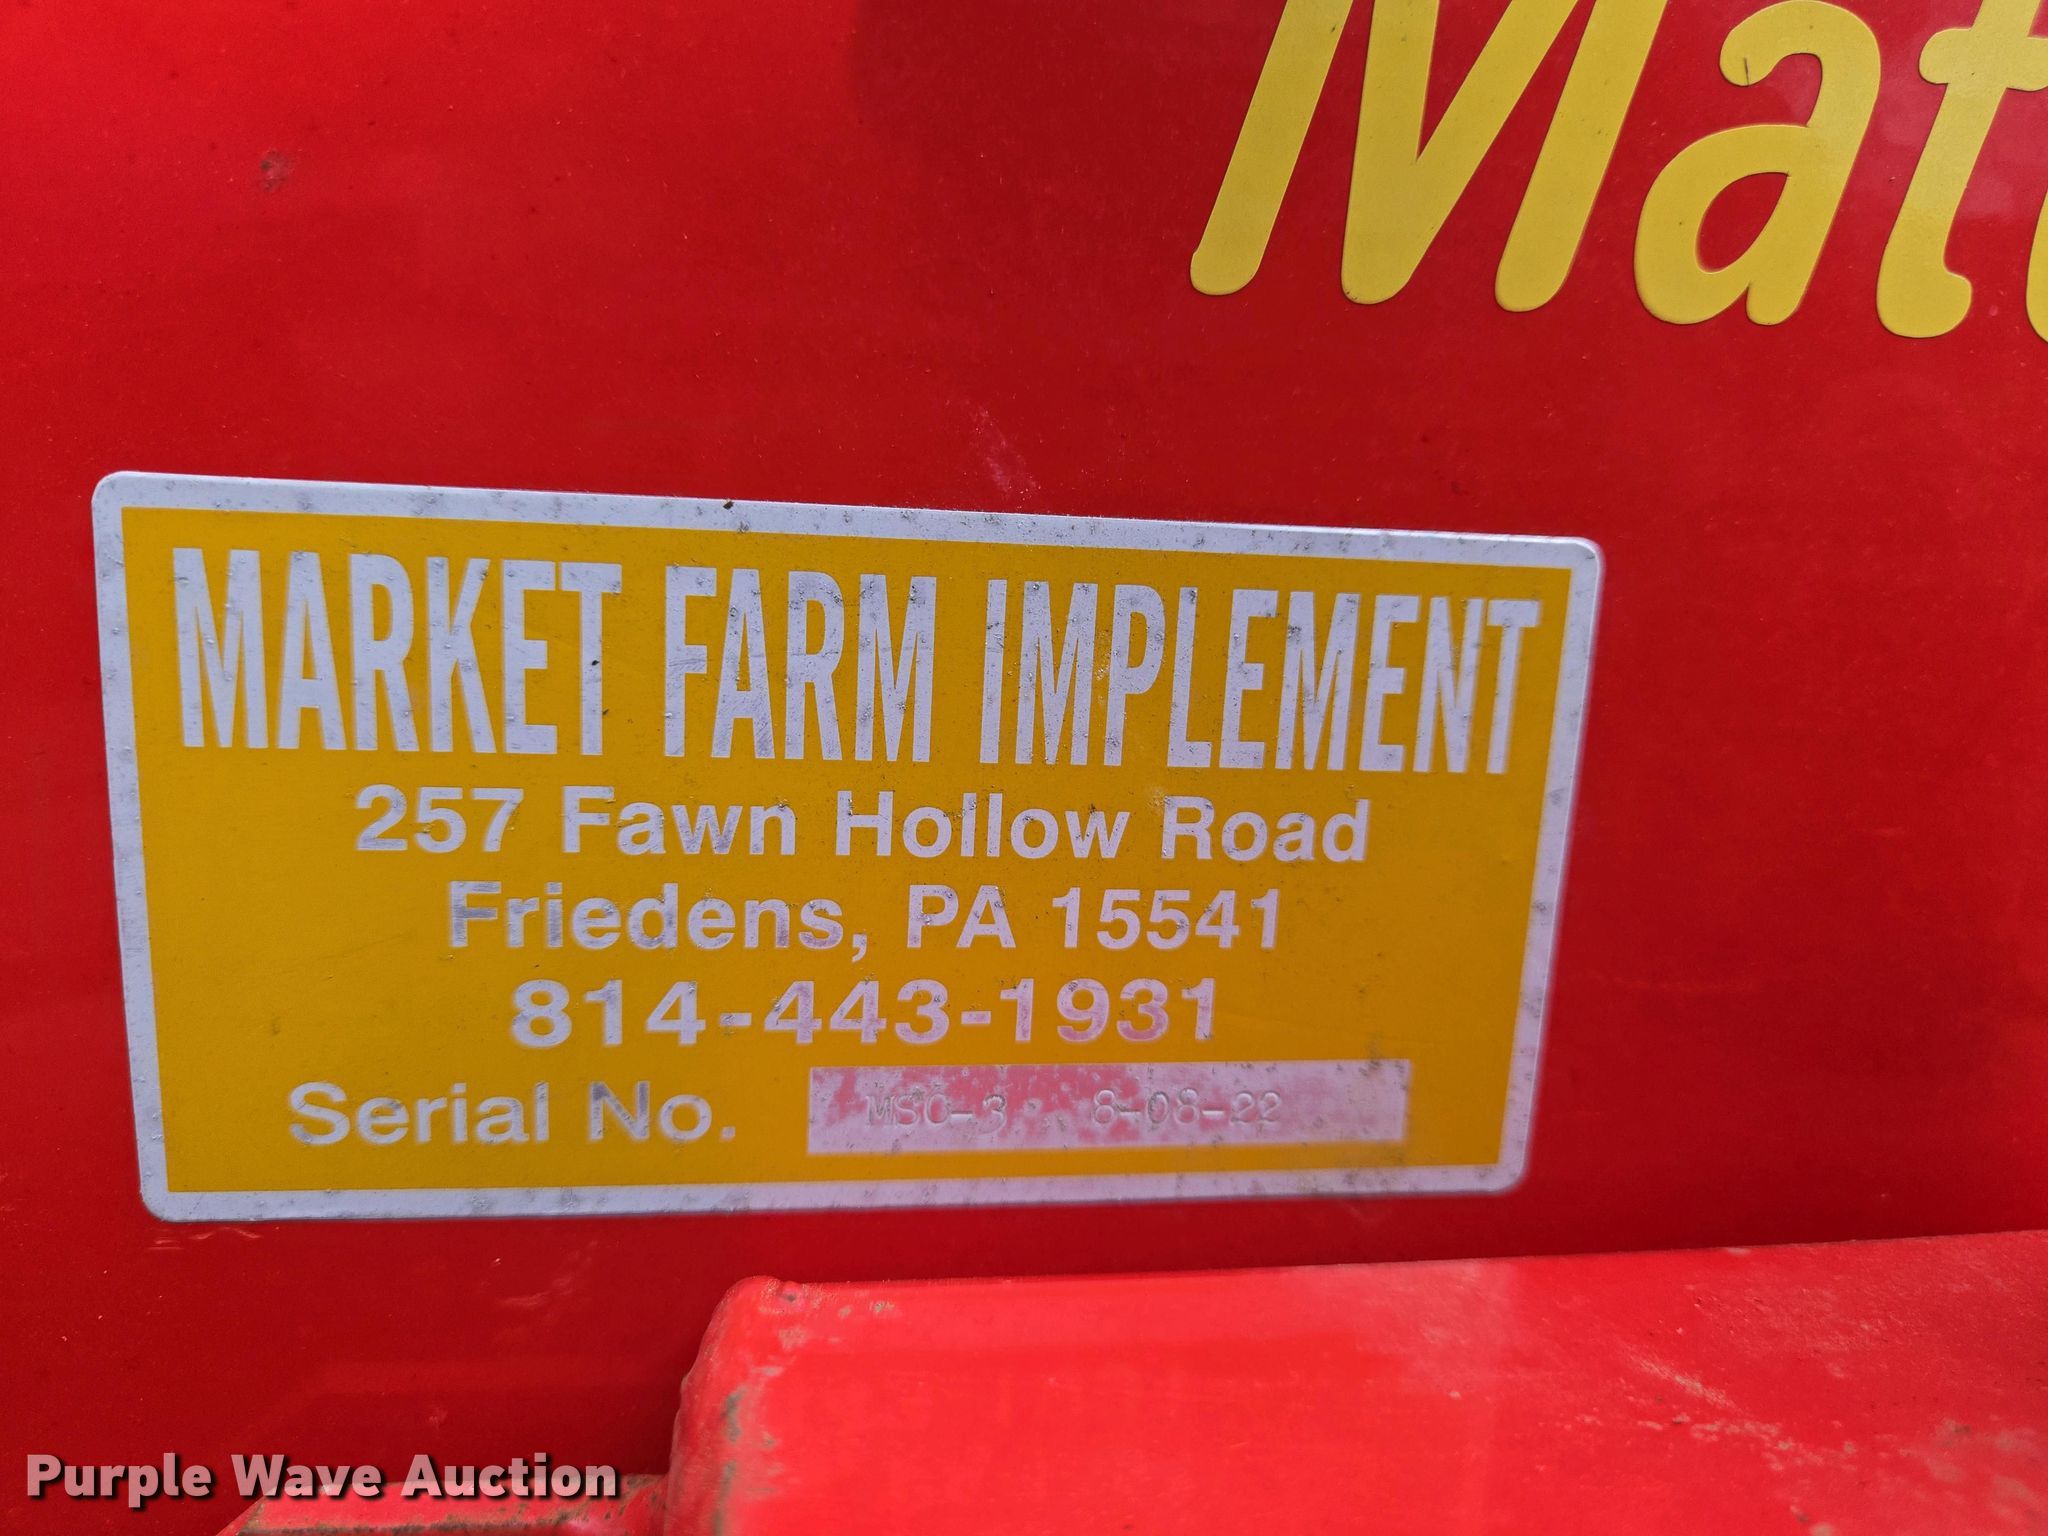 Mat
MARKET FARM IMPLEMENT
257 Fawn Hollow Road
Friedens, PA 15541
814-443-1931
Serial No. MSC-3 8-08-22
Purple Wave Auction